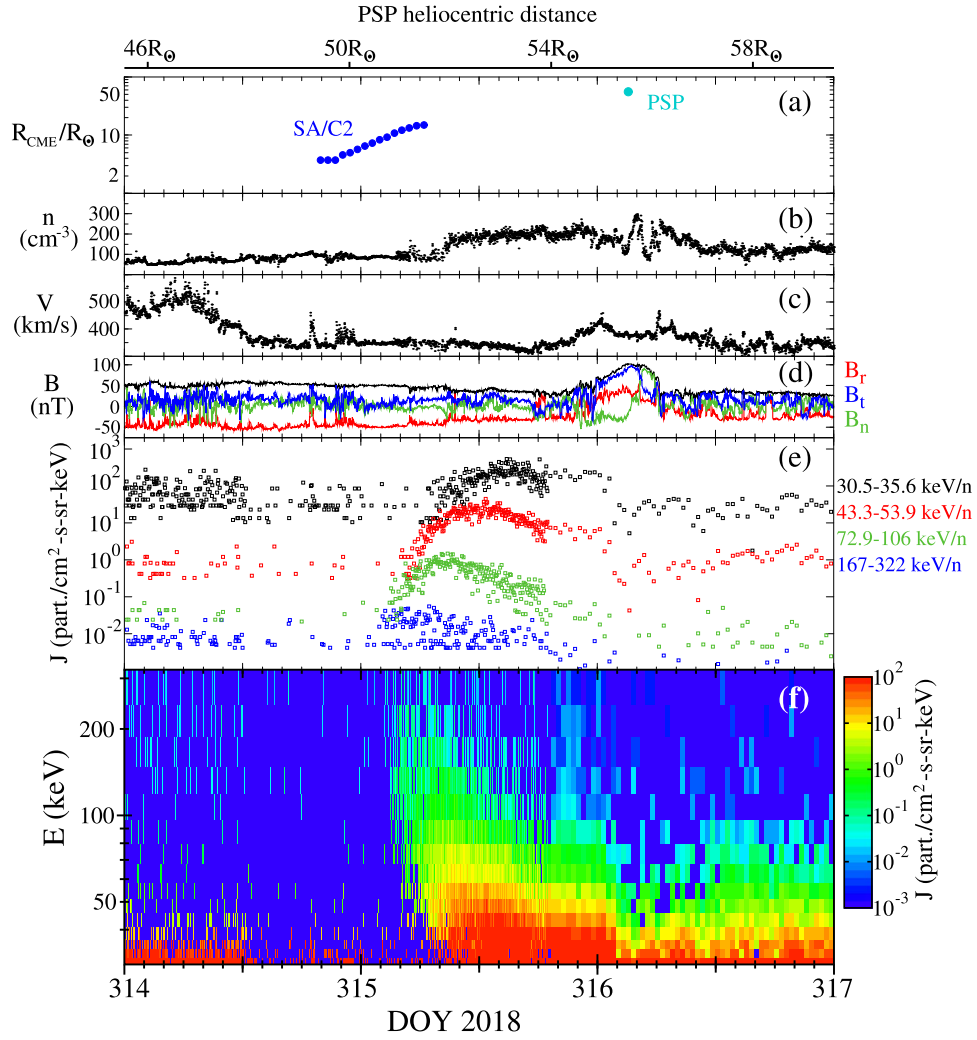 PSP heliocentric distance
46R☉ 50R☉ 54R☉ 58R☉
50
10
2
R_CME/R☉
SA/C2
PSP
(a)
300
200
100
n
(cm⁻³)
(b)
500
400
V
(km/s)
(c)
100
50
0
-50
B
(nT)
(d)
B_r
B_t
B_n
10³
10²
10¹
10⁰
10⁻¹
10⁻²
J (part./cm²-s-sr-keV)
(e)
30.5-35.6 keV/n
43.3-53.9 keV/n
72.9-106 keV/n
167-322 keV/n
200
100
50
E (keV)
(f)
10²
10¹
10⁰
10⁻¹
10⁻²
10⁻³
J (part./cm²-s-sr-keV)
314 315 316 317
DOY 2018